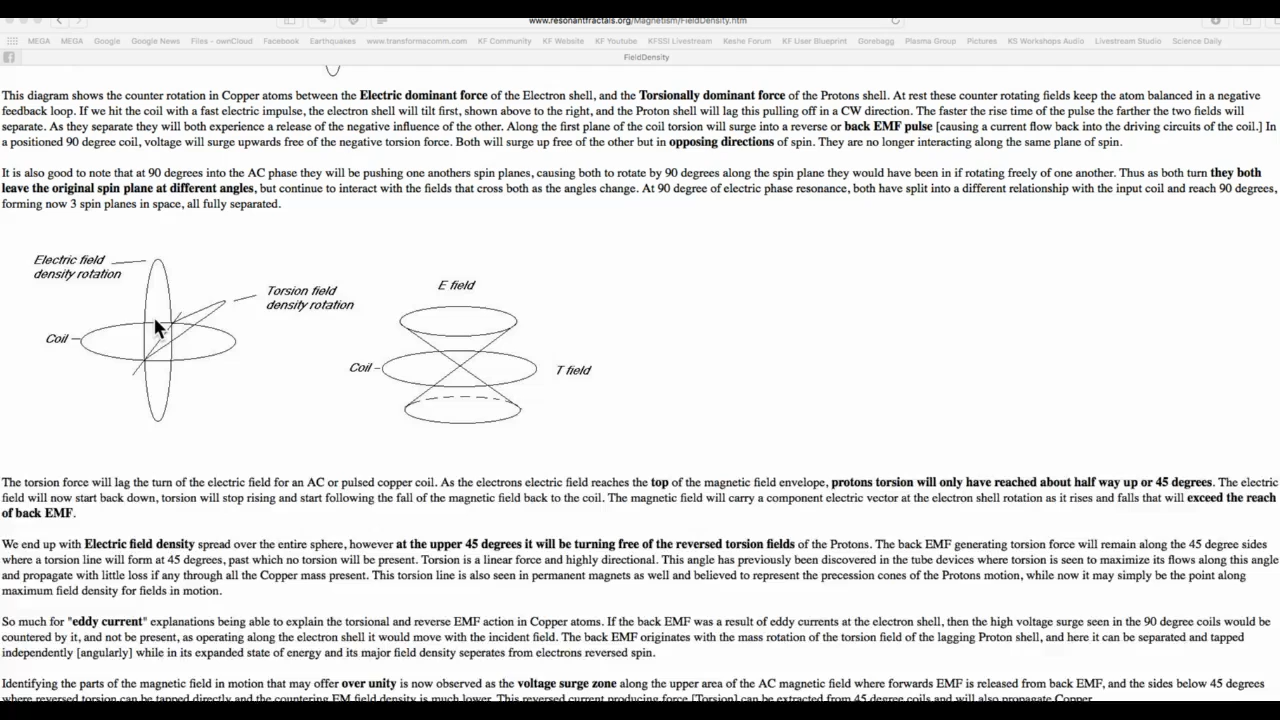 www.resonantfractals.org/Magnetism/FieldDensity.htm
MEGA MEGA Google Google News Files - ownCloud Facebook Earthquakes www.transformacomm.com KF Community KF Website KF Youtube KFSSI Livestream Keshe Forum KF User Blueprint Gorebagg Plasma Group Pictures KS Workshops Audio Livestream Studio Science Daily
FieldDensity
This diagram shows the counter rotation in Copper atoms between the Electric dominant force of the Electron shell, and the Torsionally dominant force of the Protons shell. At rest these counter rotating fields keep the atom balanced in a negative
feedback loop. If we hit the coil with a fast electric impulse, the electron shell will tilt first, shown above to the right, and the Proton shell will lag this pulling off in a CW direction. The faster the rise time of the pulse the farther the two fields will
separate. As they separate they will both experience a release of the negative influence of the other. Along the first plane of the coil torsion will surge into a reverse or back EMF pulse [causing a current flow back into the driving circuits of the coil.] In
a positioned 90 degree coil, voltage will surge upwards free of the negative torsion force. Both will surge up free of the other but in opposing directions of spin. They are no longer interacting along the same plane of spin.
It is also good to note that at 90 degrees into the AC phase they will be pushing one anothers spin planes, causing both to rotate by 90 degrees along the spin plane they would have been in if rotating freely of one another. Thus as both turn they both
leave the original spin plane at different angles, but continue to interact with the fields that cross both as the angles change. At 90 degree of electric phase resonance, both have split into a different relationship with the input coil and reach 90 degrees,
forming now 3 spin planes in space, all fully separated.
Electric field
density rotation
Torsion field
density rotation
Coil
E field
Coil
T field
The torsion force will lag the turn of the electric field for an AC or pulsed copper coil. As the electrons electric field reaches the top of the magnetic field envelope, protons torsion will only have reached about half way up or 45 degrees. The electric
field will now start back down, torsion will stop rising and start following the fall of the magnetic field back to the coil. The magnetic field will carry a component electric vector at the electron shell rotation as it rises and falls that will exceed the reach
of back EMF.
We end up with Electric field density spread over the entire sphere, however at the upper 45 degrees it will be turning free of the reversed torsion fields of the Protons. The back EMF generating torsion force will remain along the 45 degree sides
where a torsion line will form at 45 degrees, past which no torsion will be present. Torsion is a linear force and highly directional. This angle has previously been discovered in the tube devices where torsion is seen to maximize its flows along this angle
and propagate with little loss if any through all the Copper mass present. This torsion line is also seen in permanent magnets as well and believed to represent the precession cones of the Protons motion, while now it may simply be the point along
maximum field density for fields in motion.
So much for "eddy current" explanations being able to explain the torsional and reverse EMF action in Copper atoms. If the back EMF was a result of eddy currents at the electron shell, then the high voltage surge seen in the 90 degree coils would be
countered by it, and not be present, as operating along the electron shell it would move with the incident field. The back EMF originates with the mass rotation of the torsion field of the lagging Proton shell, and here it can be separated and tapped
independently [angularly] while in its expanded state of energy and its major field density seperates from electrons reversed spin.
Identifying the parts of the magnetic field in motion that may offer over unity is now observed as the voltage surge zone along the upper area of the AC magnetic field where forwards EMF is released from back EMF, and the sides below 45 degrees
where reversed torsion can be tapped directly and the countering EM field density is much lower. This reversed current producing force [Torsion] can be extracted from 45 degree coils and will also propagate Copper